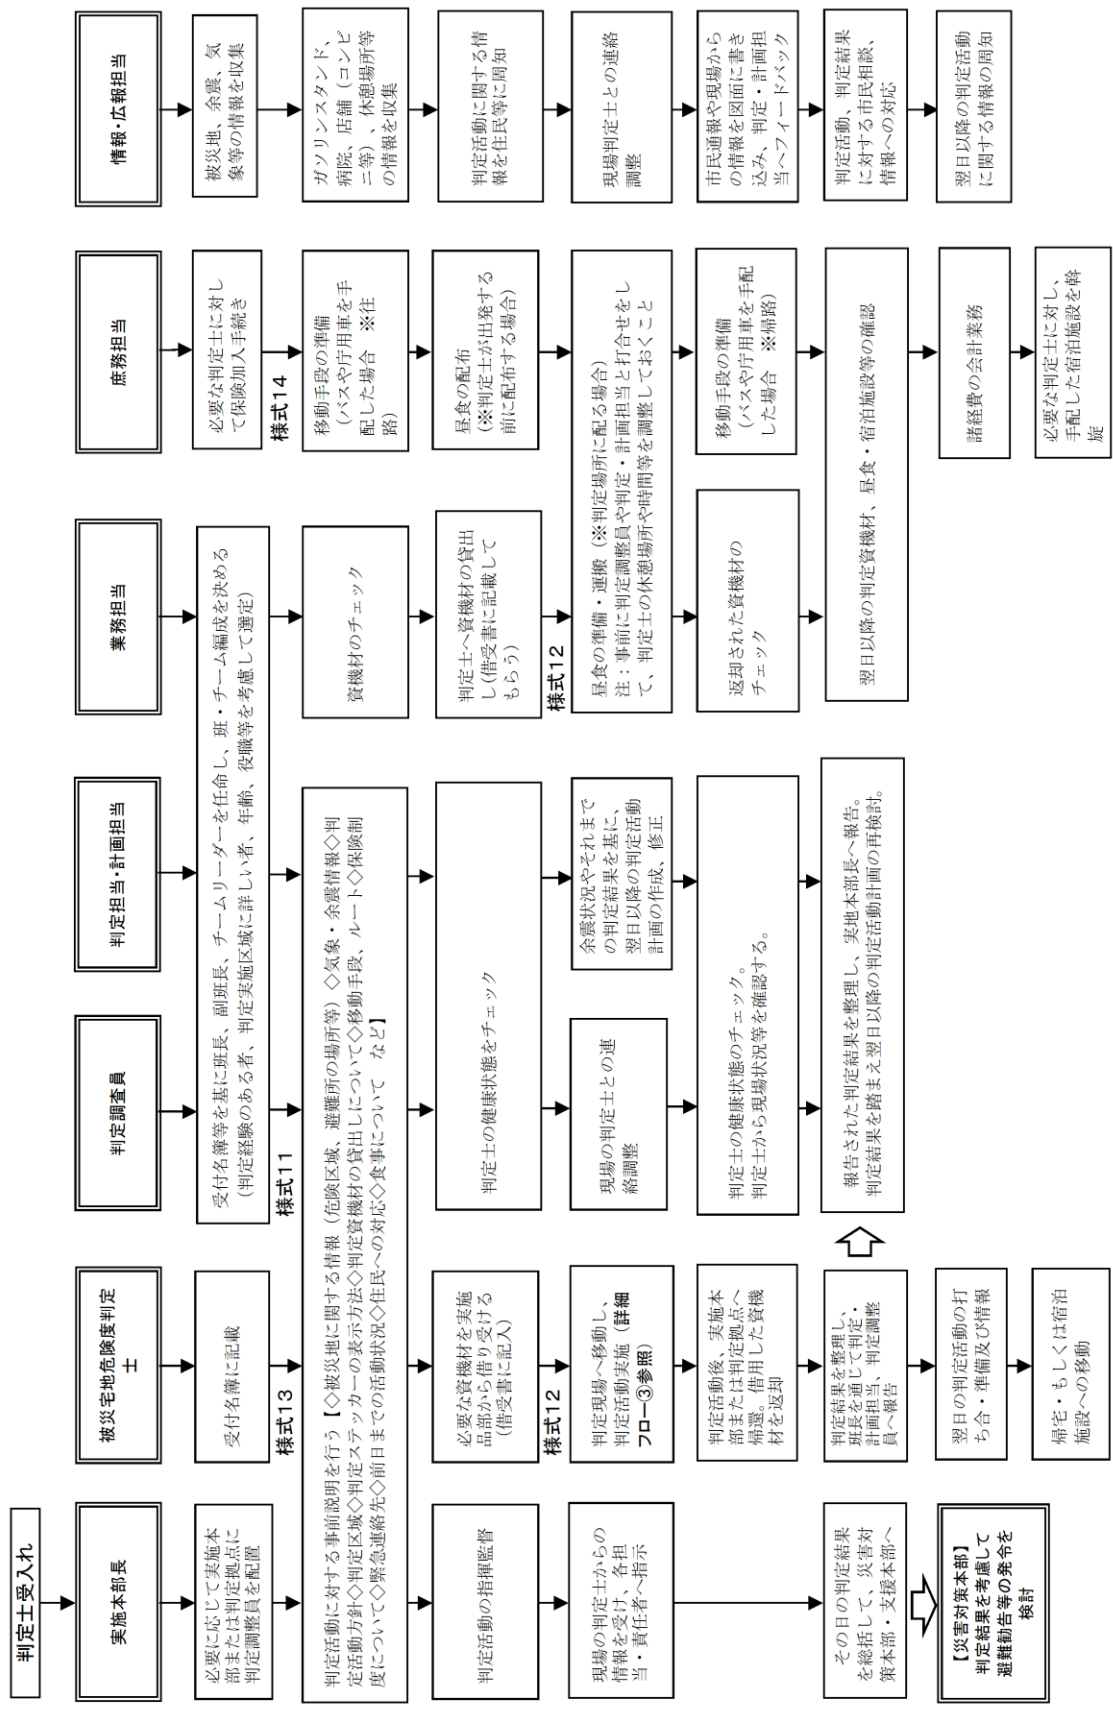 判定士受入れ
実施本部長
必要に応じて実施本
部または判定拠点に
判定調整員を配置
判定活動に対する事前説明を行う【◇被災地に関する情報（危険区域、避難所の場所等）◇気象・余震情報◇判
定活動方針◇判定区域◇判定ステッカーの表示方法◇判定資機材の貸出しについて◇移動手段、ルート◇保険制
度について◇緊急連絡先◇前日までの活動状況◇住民への対応◇食事について　など】
判定活動の指揮監督
現場の判定士からの
情報を受け、各担
当・責任者へ指示
その日の判定結果
を総括して、災害対
策本部・支援本部へ
【災害対策本部】
判定結果を考慮して
避難勧告等の発令を
検討
被災宅地危険度判定
士
受付名簿に記載
様式13
必要な資機材を実施
品部から借り受ける
(借受書に記入)
様式12
判定現場へ移動し、
判定活動実施（詳細
フロー③参照）
判定活動後、実施本
部または判定拠点へ
帰還。借用した資機
材を返却
判定結果を整理し、
班長を通じて判定・
計画担当、判定調整
員へ報告
翌日の判定活動の打
ち合・準備及び情報
帰宅・もしくは宿泊
施設への移動
判定調査員
判定担当・計画担当
受付名簿等を基に班長、副班長、チームリーダーを任命し、班・チーム編成を決める
(判定経験のある者、判定実施区域に詳しい者、年齢、役職等を考慮して選定)
様式11
判定士の健康状態をチェック
現場の判定士との連
絡調整
余震状況やそれまで
の判定結果を基に、
翌日以降の判定活動
計画の作成、修正
判定士の健康状態のチェック。
判定士から現場状況等を確認する。
報告された判定結果を整理し、実地本部長へ報告。
判定結果を踏まえ翌日以降の判定活動計画の再検討。
業務担当
資機材のチェック
判定士へ資機材の貸出
し(借受書に記載して
もらう)
様式12
昼食の準備・運搬（※判定場所に配る場合）
注：事前に判定調整員や判定・計画担当と打合せをし
て、判定士の休憩場所や時間等を調整しておくこと
返却された資機材の
チェック
翌日以降の判定資機材、昼食・宿泊施設等の確認
庶務担当
必要な判定士に対し
て保険加入手続き
様式14
移動手段の準備
（バスや庁用車を手
配した場合　※往
路）
昼食の配布
（※判定士が出発する
前に配布する場合）
移動手段の準備
（バスや庁用車を手配
した場合　※帰路）
諸経費の会計業務
必要な判定士に対し、
手配した宿泊施設を斡
旋
情報・広報担当
被災地、余震、気
象等の情報を収集
ガソリンスタンド、
病院、店舗（コンビ
ニ等）、休憩場所等
の情報を収集
判定活動に関する情
報を住民等に周知
現場判定士との連絡
調整
市民通報や現場から
の情報を図面に書き
込み、判定・計画担
当へフィードバック
判定活動、判定結果
に対する市民相談、
情報への対応
翌日以降の判定活動
に関する情報の周知